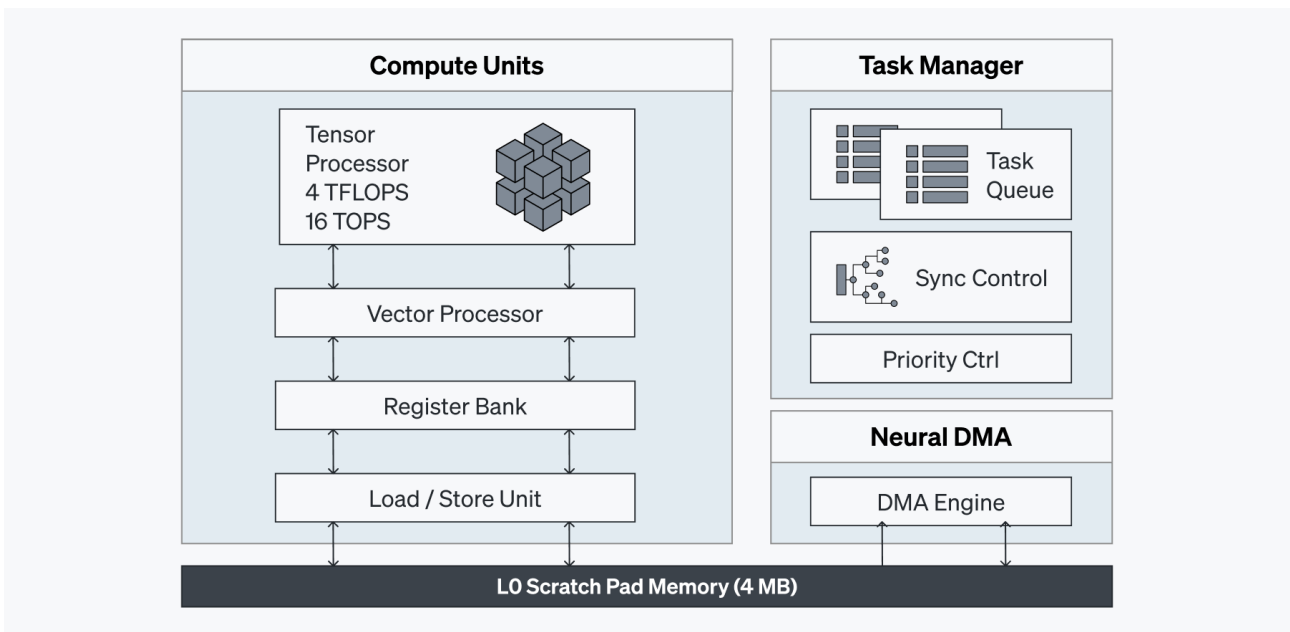 Compute Units
Tensor
Processor
4 TFLOPS
16 TOPS
Vector Processor
Register Bank
Load / Store Unit
Task Manager
Task
Queue
Sync Control
Priority Ctrl
Neural DMA
DMA Engine
L0 Scratch Pad Memory (4 MB)